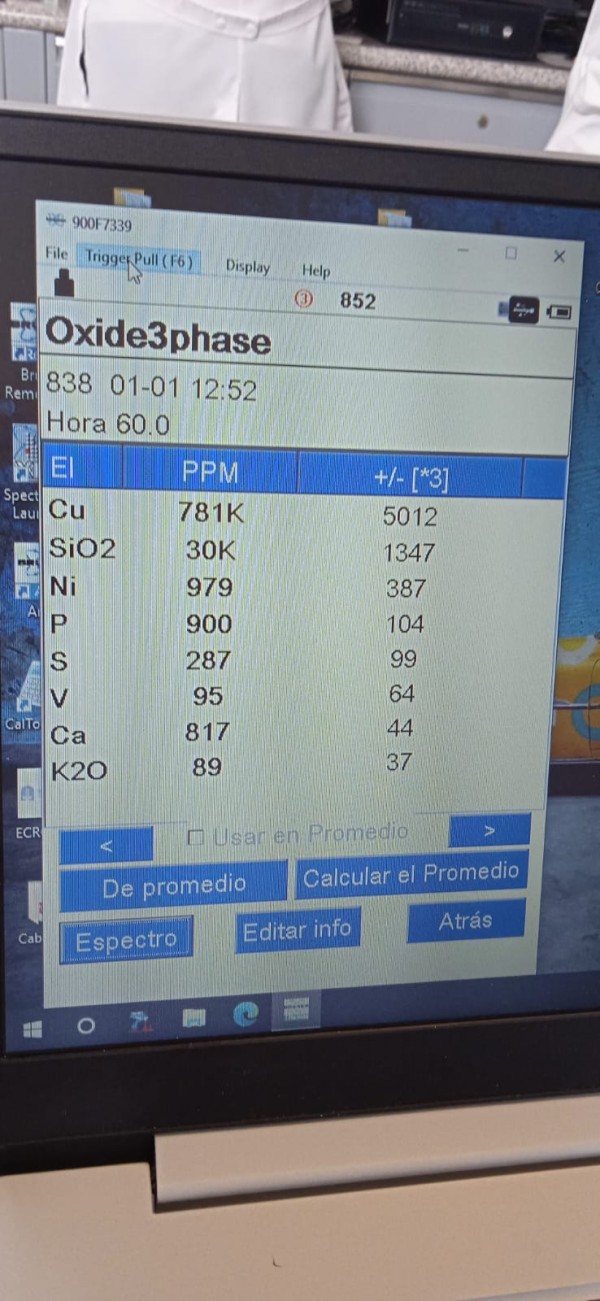 900F7339
File Trigger Pull ( F6 ) Display Help
3 852
Oxide3phase
838 01-01 12:52
Hora 60.0
El PPM +/- [*3]
Cu 781K 5012
SiO2 30K 1347
Ni 979 387
P 900 104
S 287 99
V 95 64
Ca 817 44
K2O 89 37
< Usar en Promedio >
De promedio Calcular el Promedio
Espectro Editar info Atrás
Spect
CalTo
ECR
Cab